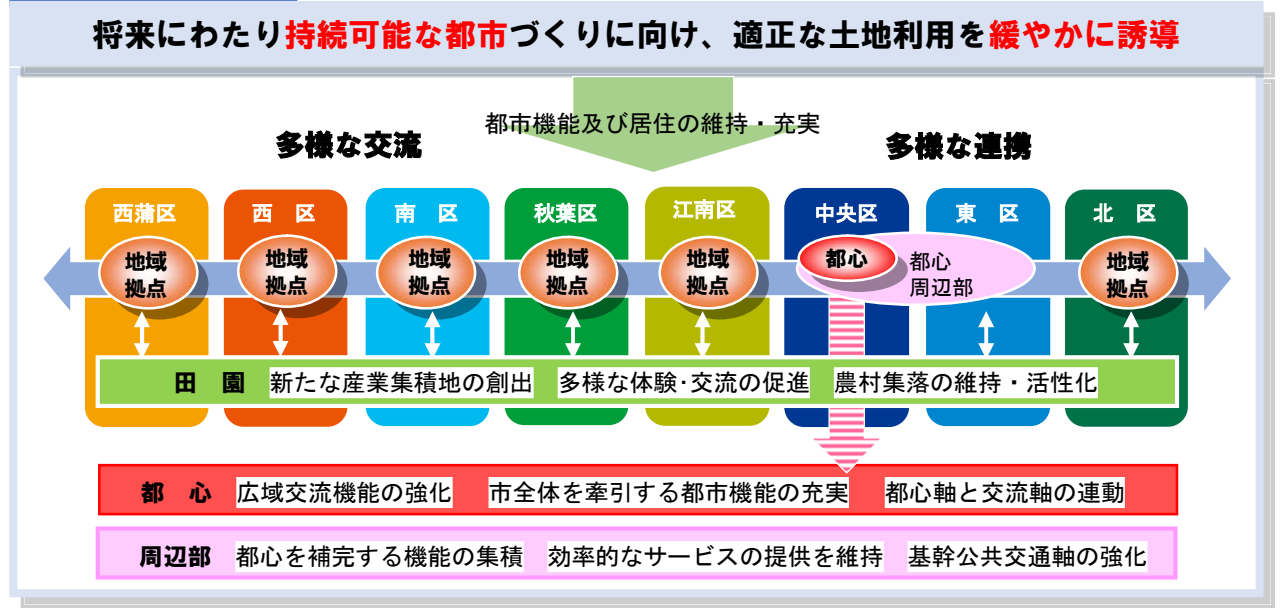 将来にわたり持続可能な都市づくりに向け、適正な土地利用を緩やかに誘導
都市機能及び居住の維持・充実
多様な交流
多様な連携
西蒲区
西　区
南　区
秋葉区
江南区
中央区
東　区
北　区
地域
拠点
地域
拠点
地域
拠点
地域
拠点
地域
拠点
都心
都心
周辺部
地域
拠点
田　園　新たな産業集積地の創出　多様な体験･交流の促進　農村集落の維持・活性化
都　心　広域交流機能の強化　市全体を牽引する都市機能の充実　都心軸と交流軸の連動
周辺部　都心を補完する機能の集積　効率的なサービスの提供を維持　基幹公共交通軸の強化